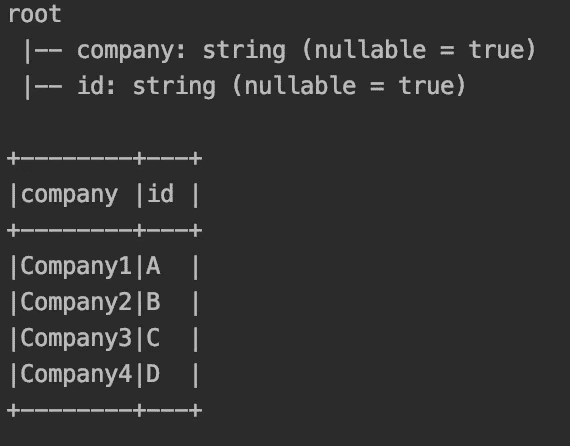 root
 |-- company: string (nullable = true)
 |-- id: string (nullable = true)

+--------+---+
|company |id |
+--------+---+
|Company1|A  |
|Company2|B  |
|Company3|C  |
|Company4|D  |
+--------+---+